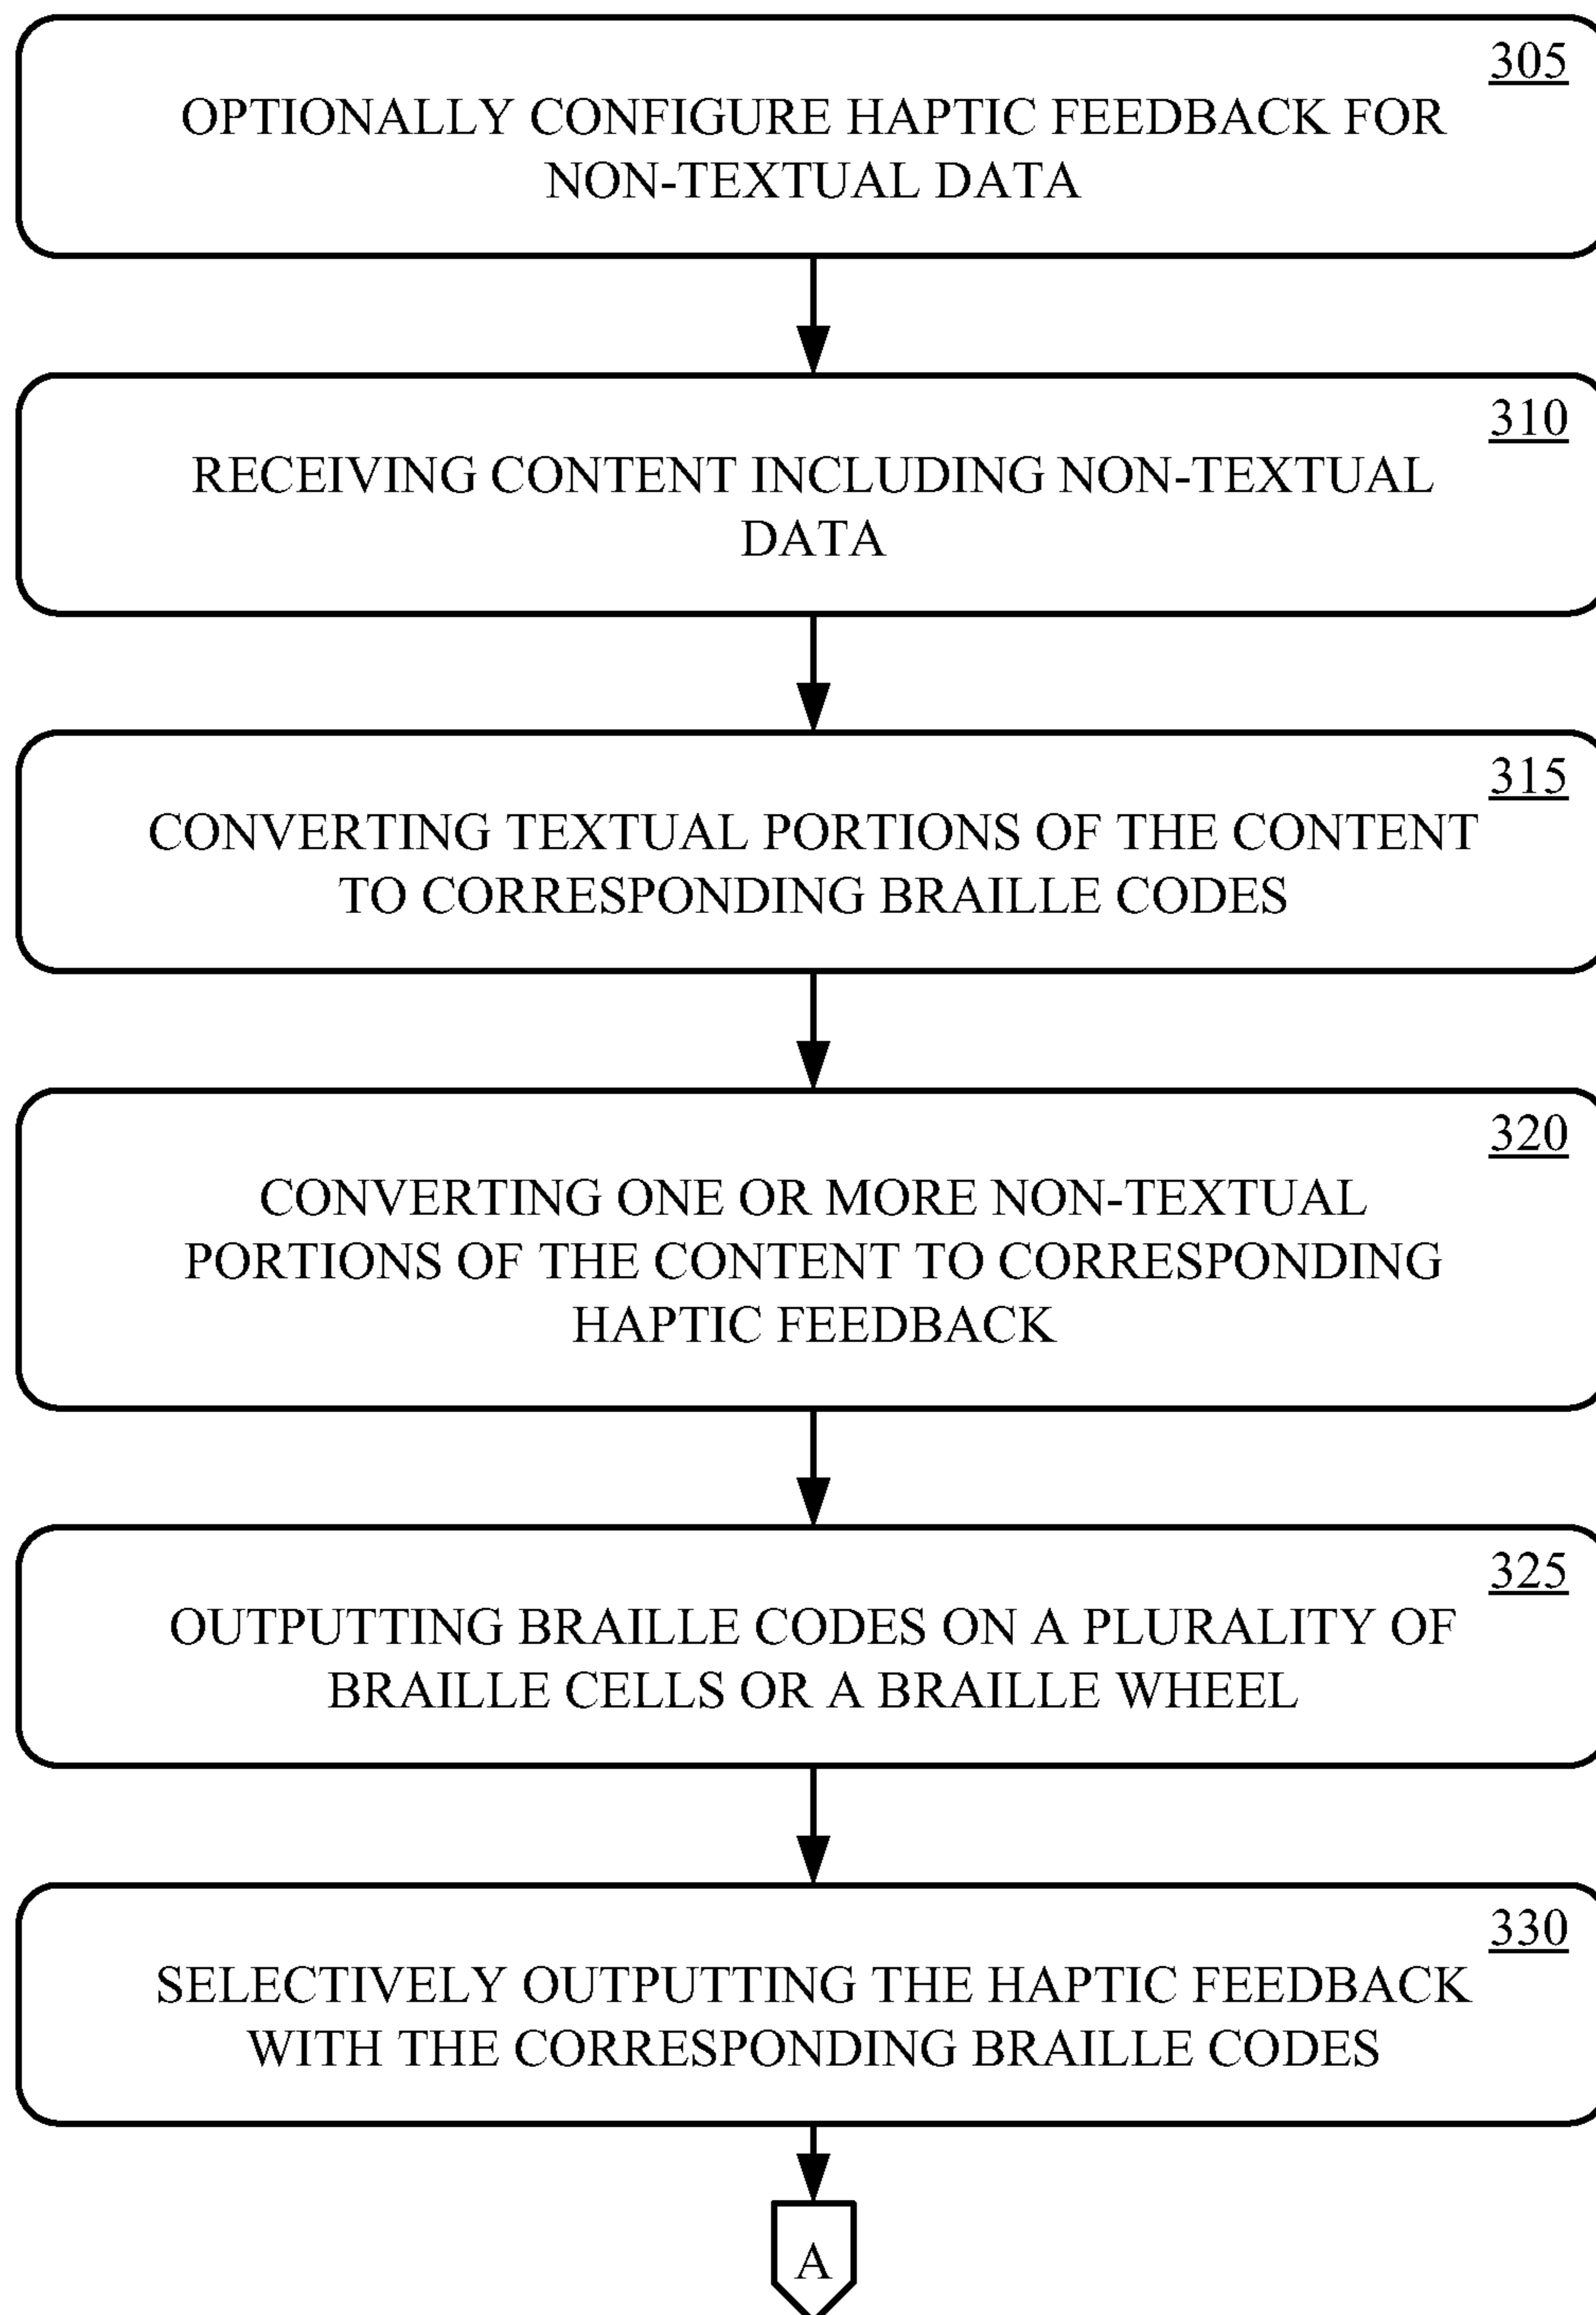 305
OPTIONALLY CONFIGURE HAPTIC FEEDBACK FOR
NON-TEXTUAL DATA
310
RECEIVING CONTENT INCLUDING NON-TEXTUAL
DATA
315
CONVERTING TEXTUAL PORTIONS OF THE CONTENT
TO CORRESPONDING BRAILLE CODES
320
CONVERTING ONE OR MORE NON-TEXTUAL
PORTIONS OF THE CONTENT TO CORRESPONDING
HAPTIC FEEDBACK
325
OUTPUTTING BRAILLE CODES ON A PLURALITY OF
BRAILLE CELLS OR A BRAILLE WHEEL
330
SELECTIVELY OUTPUTTING THE HAPTIC FEEDBACK
WITH THE CORRESPONDING BRAILLE CODES
A